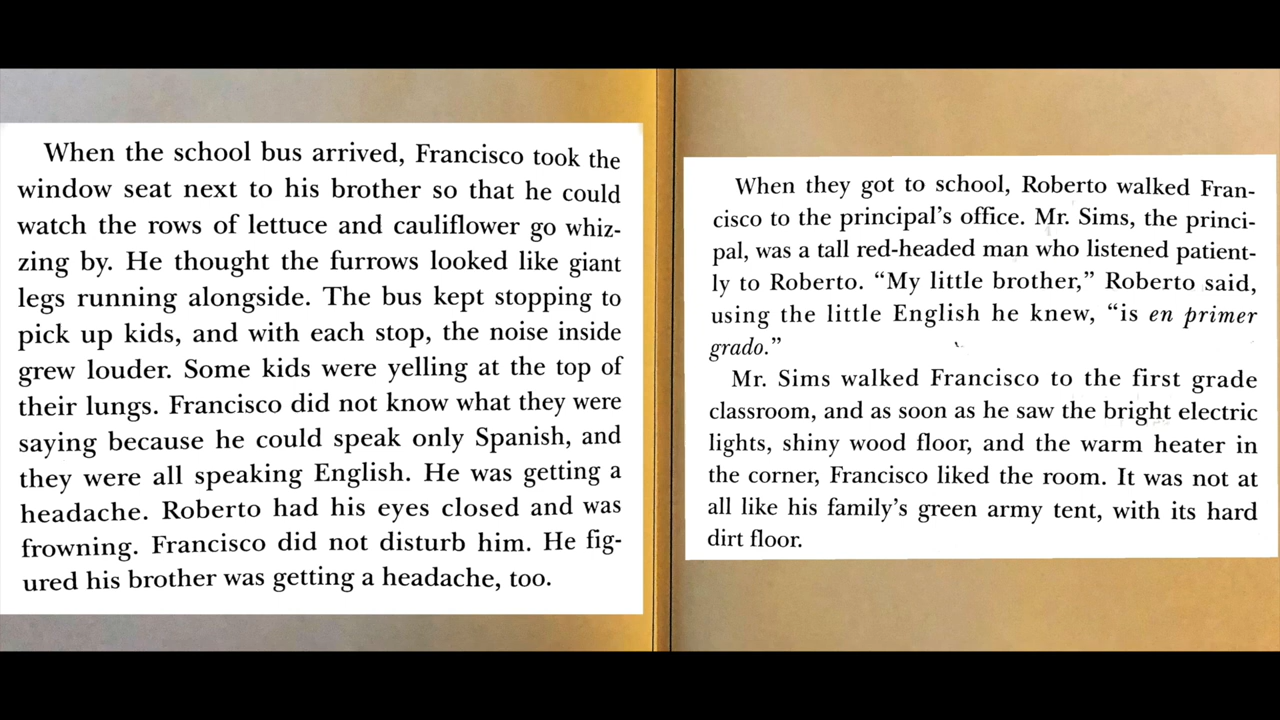 When the school bus arrived, Francisco took the
window seat next to his brother so that he could
watch the rows of lettuce and cauliflower go whiz-
zing by. He thought the furrows looked like giant
legs running alongside. The bus kept stopping to
pick up kids, and with each stop, the noise inside
grew louder. Some kids were yelling at the top of
their lungs. Francisco did not know what they were
saying because he could speak only Spanish, and
they were all speaking English. He was getting a
headache. Roberto had his eyes closed and was
frowning. Francisco did not disturb him. He fig-
ured his brother was getting a headache, too.
When they got to school, Roberto walked Fran-
cisco to the principal’s office. Mr. Sims, the princi-
pal, was a tall red-headed man who listened patient-
ly to Roberto. “My little brother,” Roberto said,
using the little English he knew, “is en primer
grado.”
Mr. Sims walked Francisco to the first grade
classroom, and as soon as he saw the bright electric
lights, shiny wood floor, and the warm heater in
the corner, Francisco liked the room. It was not at
all like his family’s green army tent, with its hard
dirt floor.